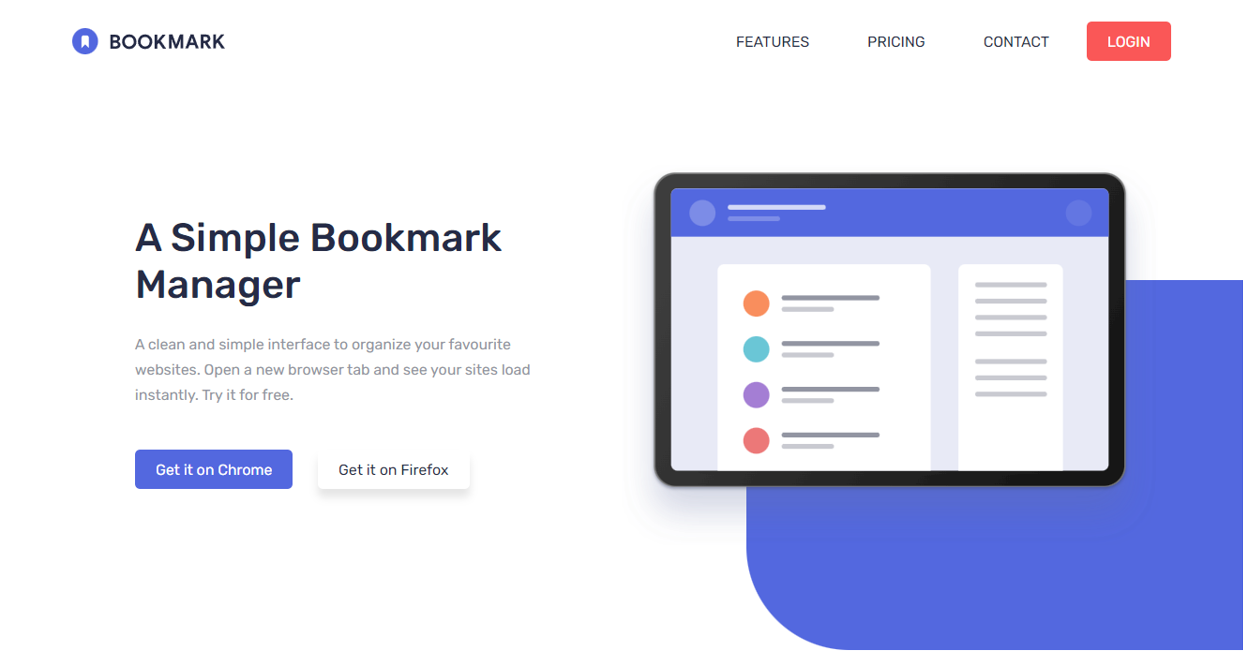 BOOKMARK
FEATURES
PRICING
CONTACT
LOGIN
A Simple Bookmark
Manager
A clean and simple interface to organize your favourite
websites. Open a new browser tab and see your sites load
instantly. Try it for free.
Get it on Chrome
Get it on Firefox